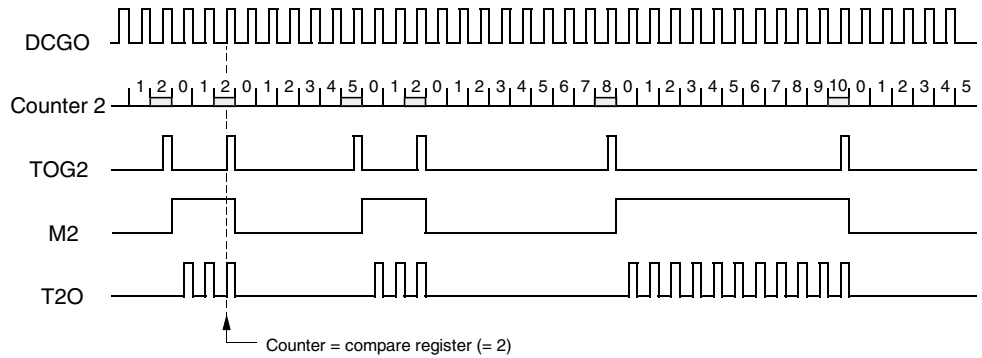 DCGO
Counter 2 1 2 0 1 2 0 1 2 3 4 5 0 1 2 0 1 2 3 4 5 6 7 8 0 1 2 3 4 5 6 7 8 9 10 0 1 2 3 4 5
TOG2
M2
T2O
Counter = compare register (= 2)